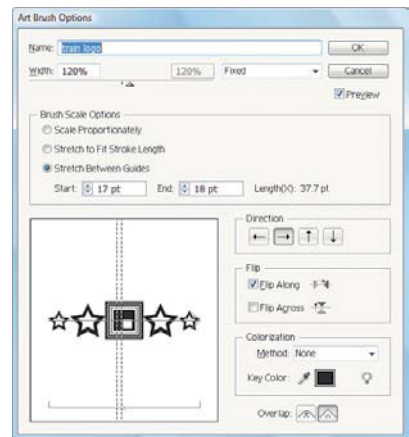 Art Brush Options
Name: train logo
OK
Width: 120% 120% Fixed
Cancel
Preview
Brush Scale Options
Scale Proportionately
Stretch to Fit Stroke Length
Stretch Between Guides
Start: 17 pt End: 18 pt Length(X): 37.7 pt
Direction
Flip
Flip Along
Flip Across
Colorization
Method: None
Key Color:
Overlap: